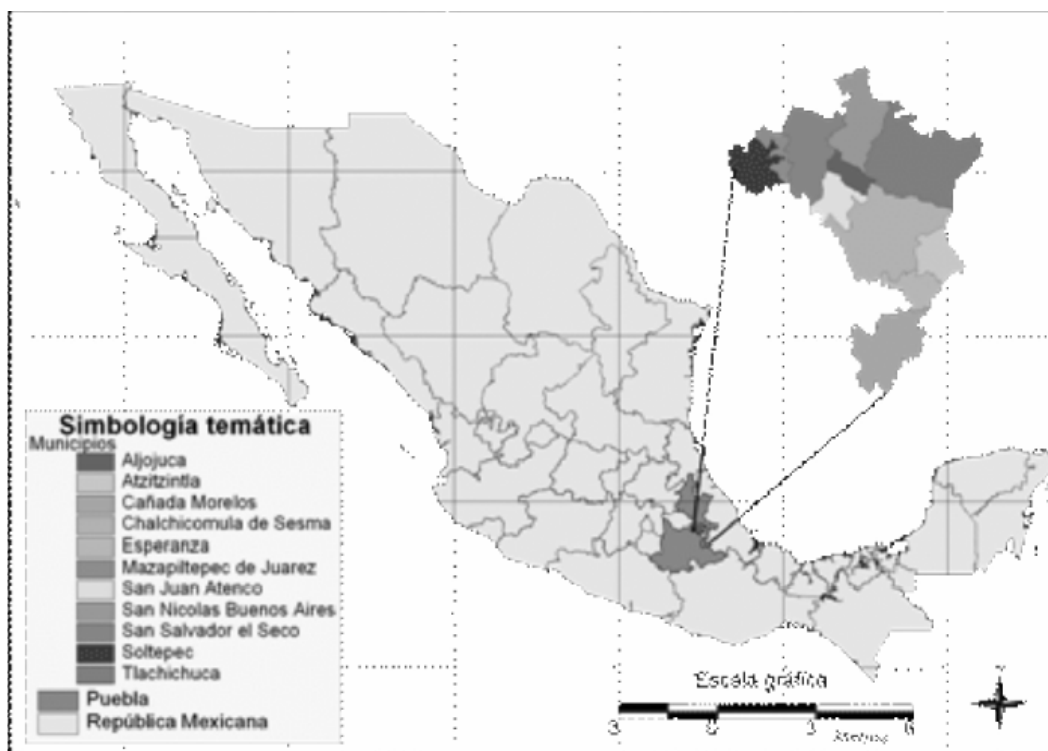 Simbología temática
Municipios
Aljojuca
Atzitzintla
Cañada Morelos
Chalchicomula de Sesma
Esperanza
Mazapiltepec de Juarez
San Juan Atenco
San Nicolas Buenos Aires
San Salvador el Seco
Soltepec
Tlachichuca
Puebla
República Mexicana
Escala gráfica